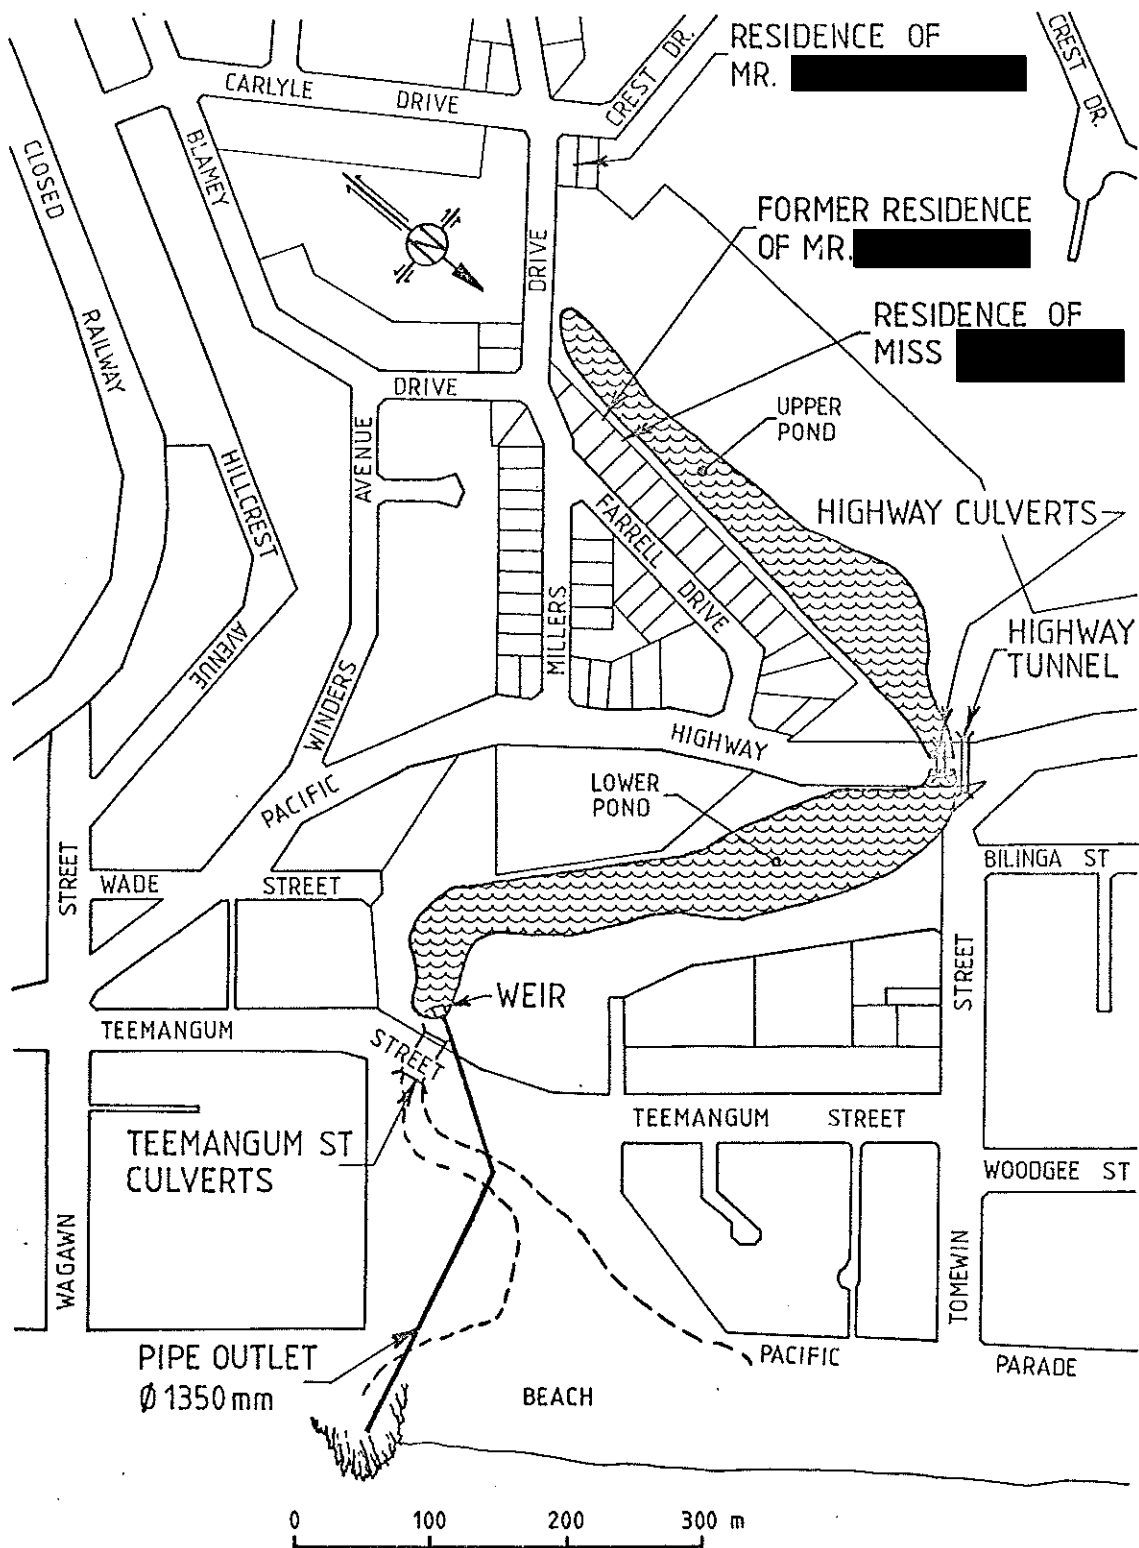 RESIDENCE OF
MR.
CARLYLE DRIVE
CREST DR.
CREST DR.
CLOSED
RAILWAY
BLAMEY
DRIVE
N
DRIVE
FORMER RESIDENCE
OF MR.
RESIDENCE OF
MISS
UPPER
POND
HIGHWAY CULVERTS
HIGHWAY
TUNNEL
AVENUE
WINDERS
HILLCREST
AVENUE
FARRELL DRIVE
MILLERS
HIGHWAY
PACIFIC
LOWER
POND
STREET
WADE STREET
BILINGA ST
STREET
WEIR
TEEMANGUM
STREET
TEEMANGUM STREET
TEEMANGUM ST
CULVERTS
WOODGEE ST
WAGAWN
TOMEWIN
PIPE OUTLET
Ø 1350 mm
PACIFIC
PARADE
BEACH
0 100 200 300 m